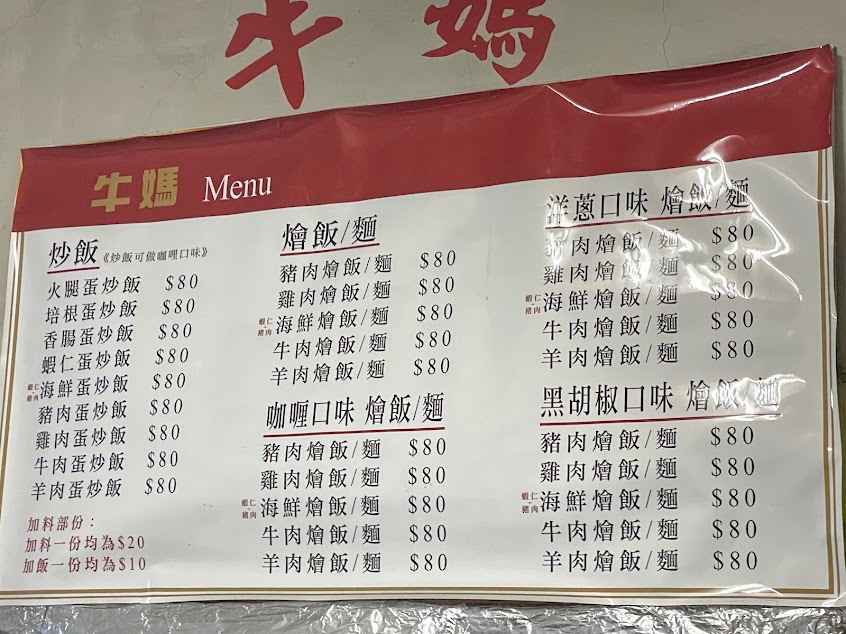 牛媽
牛媽 Menu
炒飯《炒飯可做咖哩口味》
火腿蛋炒飯 $80
培根蛋炒飯 $80
香腸蛋炒飯 $80
蝦仁蛋炒飯 $80
蝦仁 豬肉 海鮮蛋炒飯 $80
豬肉蛋炒飯 $80
雞肉蛋炒飯 $80
牛肉蛋炒飯 $80
羊肉蛋炒飯 $80
加料部份：
加料一份均為$20
加飯一份均為$10
燴飯/麵
豬肉燴飯/麵 $80
雞肉燴飯/麵 $80
蝦仁 豬肉 海鮮燴飯/麵 $80
牛肉燴飯/麵 $80
羊肉燴飯/麵 $80
咖喱口味 燴飯/麵
豬肉燴飯/麵 $80
雞肉燴飯/麵 $80
蝦仁 豬肉 海鮮燴飯/麵 $80
牛肉燴飯/麵 $80
羊肉燴飯/麵 $80
洋蔥口味 燴飯/麵
豬肉燴飯/麵 $80
雞肉燴飯/麵 $80
蝦仁 豬肉 海鮮燴飯/麵 $80
牛肉燴飯/麵 $80
羊肉燴飯/麵 $80
黑胡椒口味 燴飯/麵
豬肉燴飯/麵 $80
雞肉燴飯/麵 $80
蝦仁 豬肉 海鮮燴飯/麵 $80
牛肉燴飯/麵 $80
羊肉燴飯/麵 $80